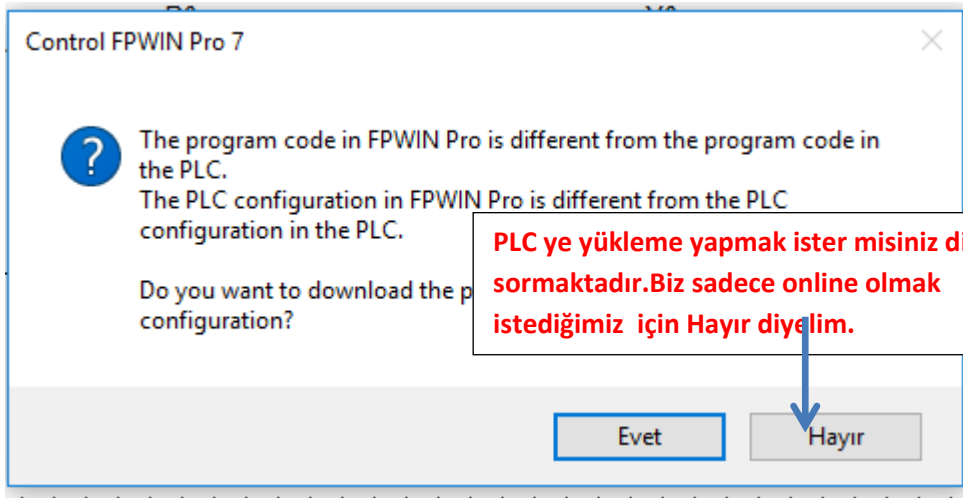 Control FPWIN Pro 7
The program code in FPWIN Pro is different from the program code in
the PLC.
The PLC configuration in FPWIN Pro is different from the PLC
configuration in the PLC.
Do you want to download the
configuration?
PLC ye yükleme yapmak ister misiniz
sormaktadır.Biz sadece online olmak
istediğimiz için Hayır diyelim.
Evet
Hayır